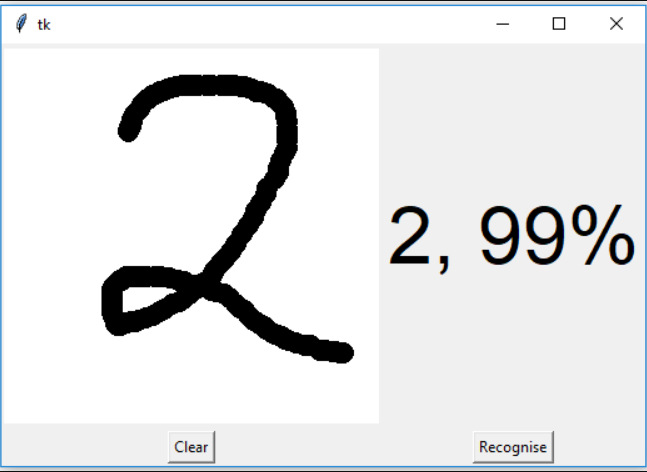 tk
2
2, 99%
Clear
Recognise